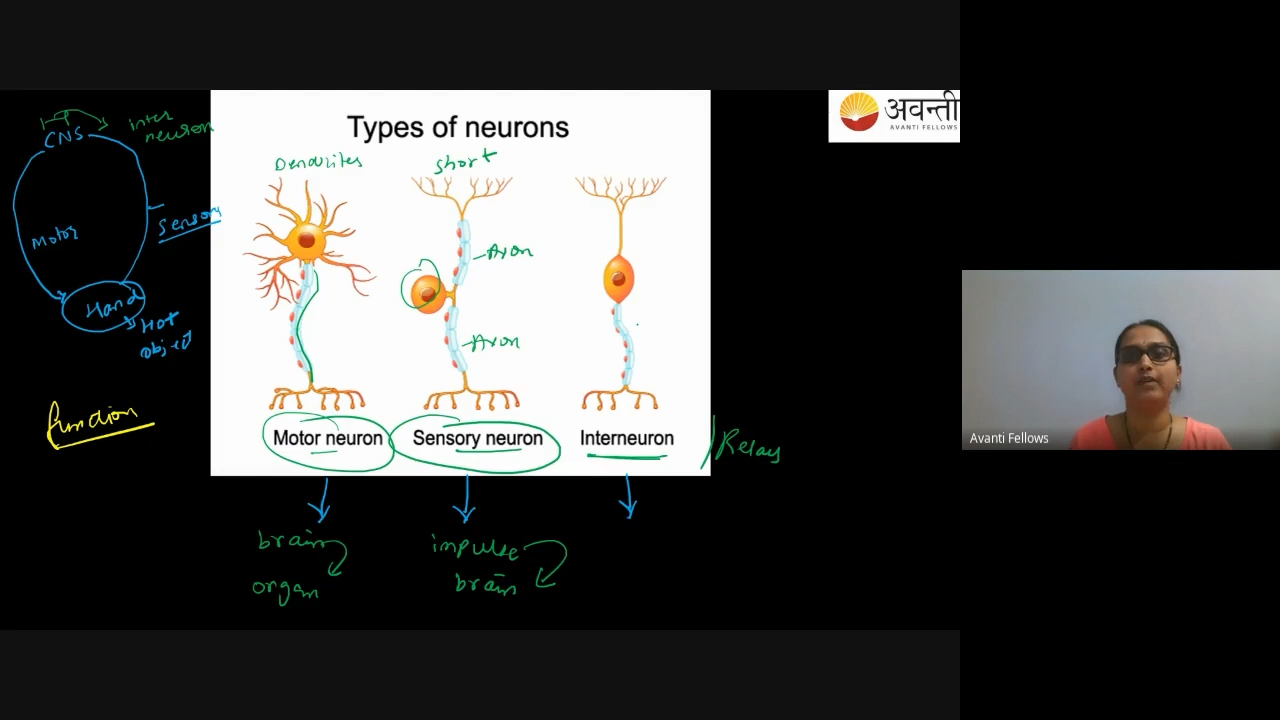 अवन्ती
AVANTI FELLOWS
Types of neurons
CNS
inter
neuron
Dendrites
short
Sensory
Motor
Axon
Hand
Hot
object
Axon
function
Motor neuron
Sensory neuron
Interneuron
/Relay
brain
organ
impulse
brain
Avanti Fellows